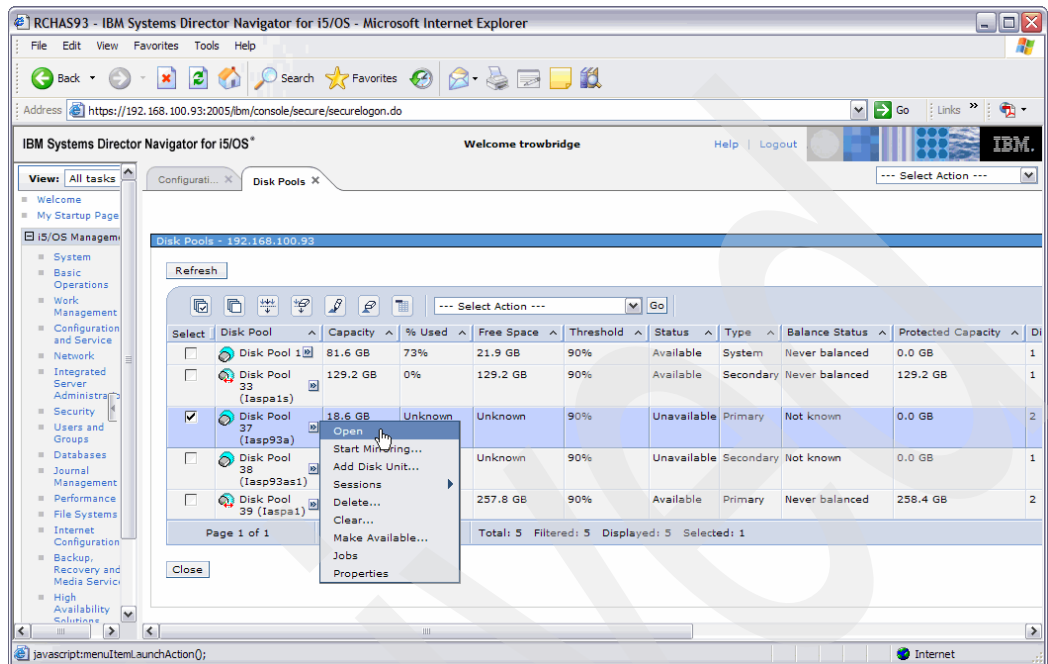 RCHAS93 - IBM Systems Director Navigator for i5/OS - Microsoft Internet Explorer
File Edit View Favorites Tools Help
Back Search Favorites
Address https://192.168.100.93:2005/ibm/console/secure/securelogon.do Go Links »
IBM Systems Director Navigator for i5/OS® Welcome trowbridge Help | Logout IBM.
View: All tasks Configurati... Disk Pools --- Select Action ---
Welcome
My Startup Page
i5/OS Managem
System
Basic
Operations
Work
Management
Configuration
and Service
Network
Integrated
Server
Administra
Security
Users and
Groups
Databases
Journal
Management
Performance
File Systems
Internet
Configuration
Backup,
Recovery and
Media Servic
High
Availability
Solutions
Disk Pools - 192.168.100.93
Refresh
--- Select Action --- Go
Select Disk Pool Capacity % Used Free Space Threshold Status Type Balance Status Protected Capacity Di
Disk Pool 1 81.6 GB 73% 21.9 GB 90% Available System Never balanced 0.0 GB 1
Disk Pool 129.2 GB 0% 129.2 GB 90% Available Secondary Never balanced 129.2 GB 1
33
(Iaspa1s)
Disk Pool 18.6 GB Unknown Unknown 90% Unavailable Primary Not known 0.0 GB 2
37
(Iasp93a)
Disk Pool Unknown 90% Unavailable Secondary Not known 0.0 GB 1
38
(Iasp93as1)
Disk Pool 257.8 GB 90% Available Primary Never balanced 258.4 GB 2
39 (Iaspa1)
Open
Start Mirroring...
Add Disk Unit...
Sessions
Delete...
Clear...
Make Available...
Jobs
Properties
Page 1 of 1 Total: 5 Filtered: 5 Displayed: 5 Selected: 1
Close
javascript:menuItemLaunchAction(); Internet